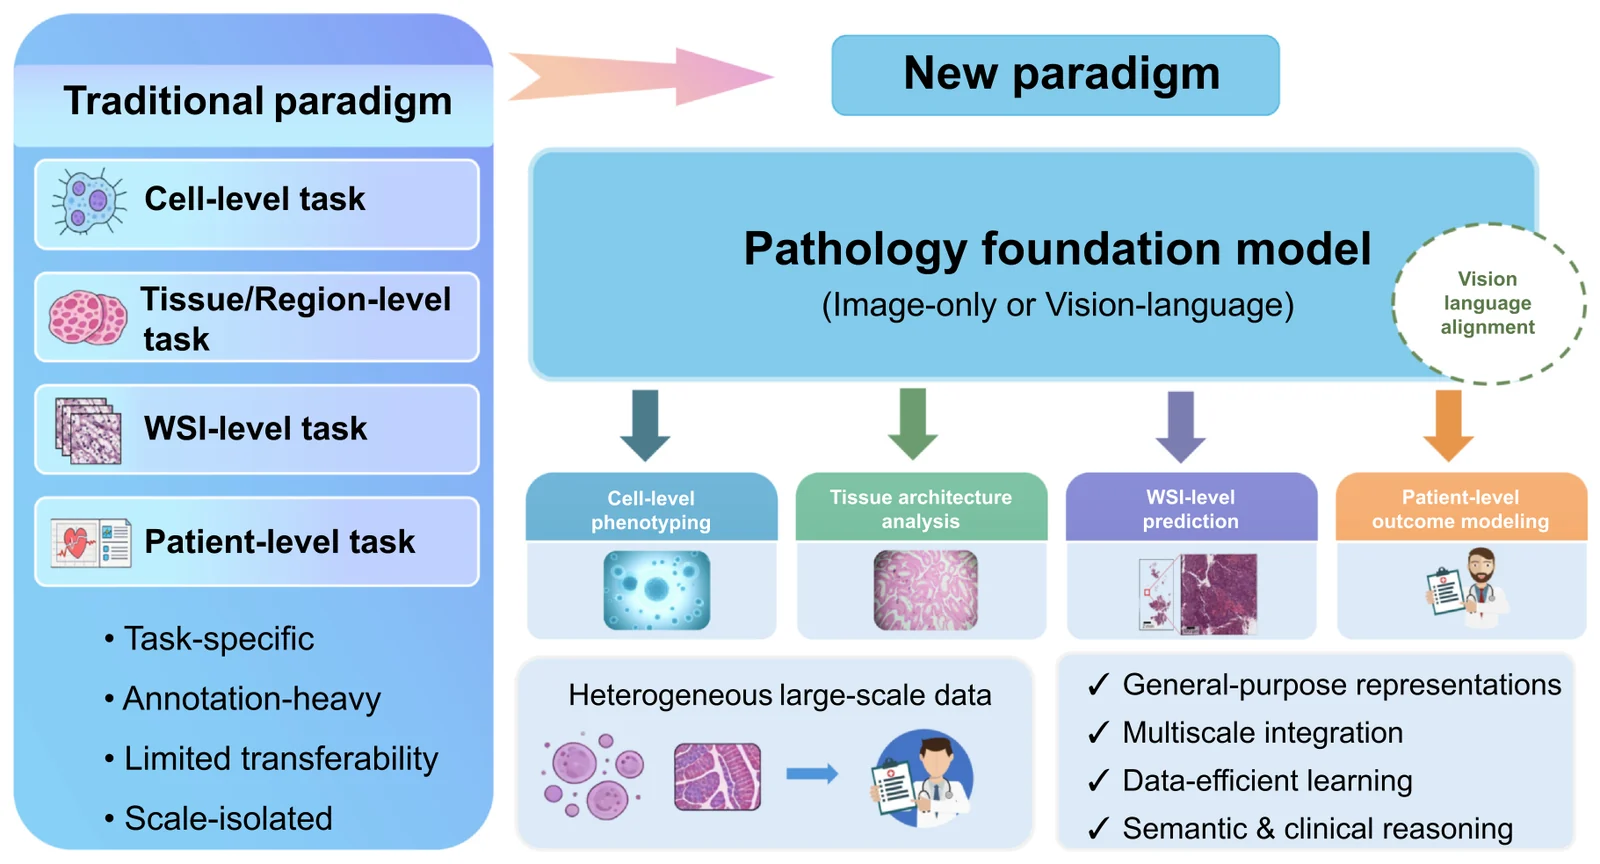 Traditional paradigm
Cell-level task
Tissue/Region-level
task
WSI-level task
Patient-level task
• Task-specific
• Annotation-heavy
• Limited transferability
• Scale-isolated
New paradigm
Pathology foundation model
(Image-only or Vision-language)
Vision
language
alignment
Cell-level
phenotyping
Tissue architecture
analysis
WSI-level
prediction
Patient-level
outcome modeling
Heterogeneous large-scale data
✓ General-purpose representations
✓ Multiscale integration
✓ Data-efficient learning
✓ Semantic & clinical reasoning